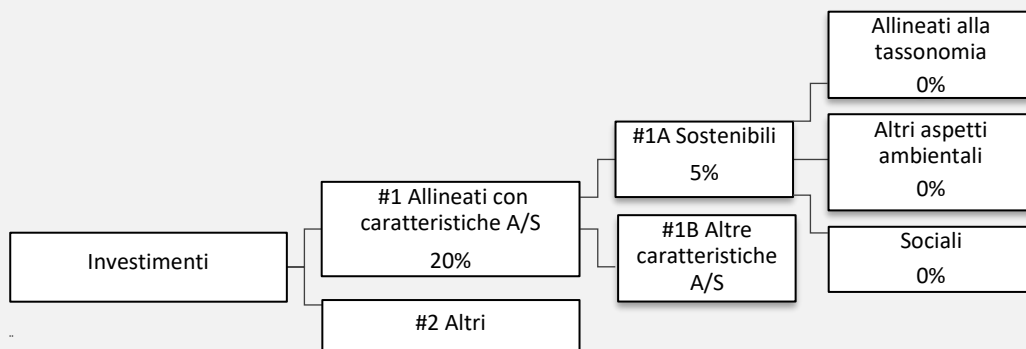 Investimenti
#1 Allineati con
caratteristiche A/S
20%
#2 Altri
#1A Sostenibili
5%
#1B Altre
caratteristiche
A/S
Allineati alla
tassonomia
0%
Altri aspetti
ambientali
0%
Sociali
0%